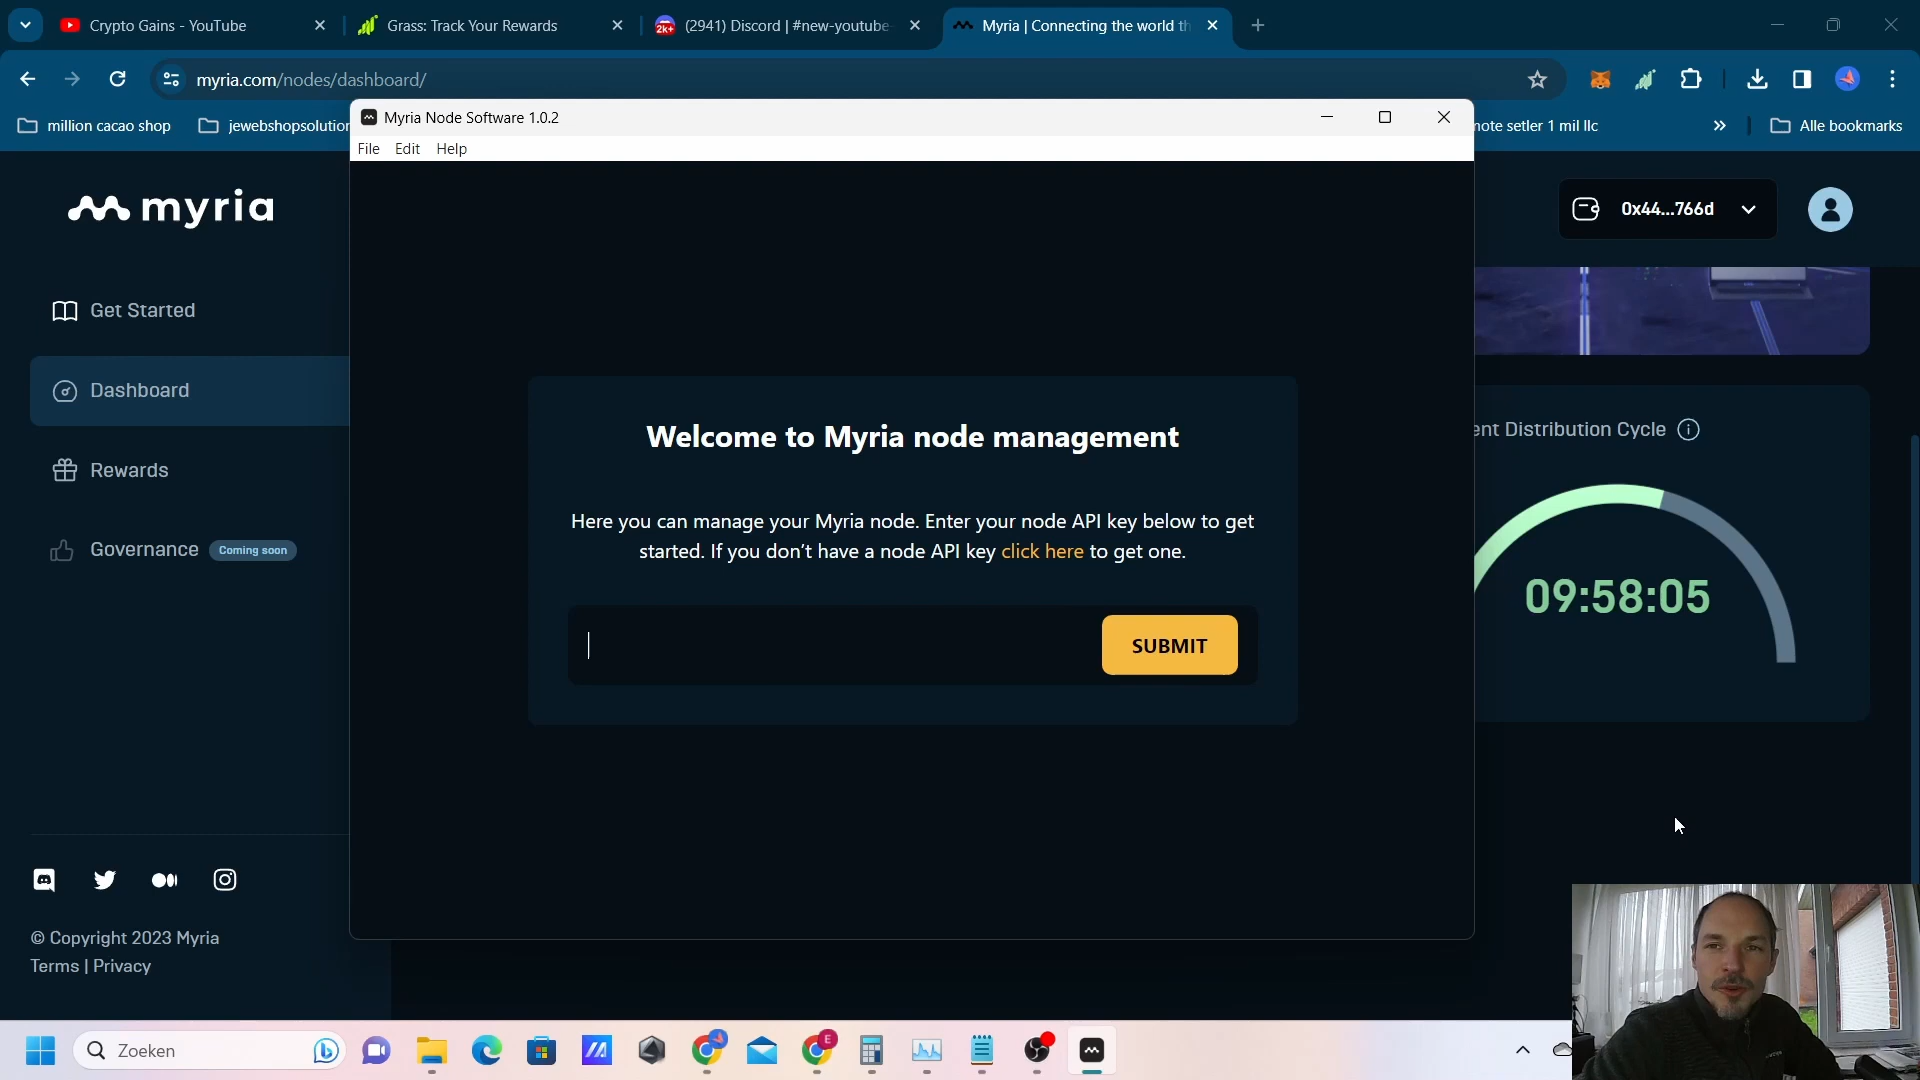 Crypto Gains - YouTube
Grass: Track Your Rewards
2k+
(2941) Discord | #new-youtube-
Myria | Connecting the world th
myria.com/nodes/dashboard/
million cacao shop
jewebshopsolution
note setler 1 mil llc
Alle bookmarks
Myria Node Software 1.0.2
File Edit Help
myria
0x44...766d
Get Started
Dashboard
Rewards
Governance Coming soon
Welcome to Myria node management
Here you can manage your Myria node. Enter your node API key below to get
started. If you don't have a node API key click here to get one.
SUBMIT
ent Distribution Cycle
09:58:05
© Copyright 2023 Myria
Terms | Privacy
Zoeken
E